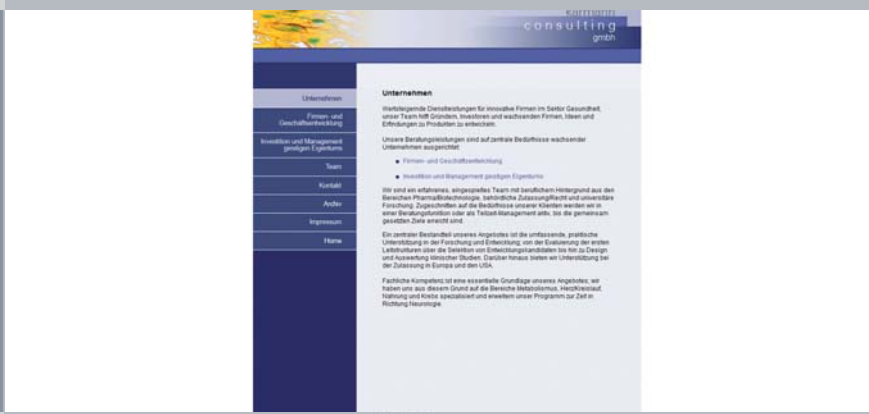 karmann
consulting
gmbh
Unternehmen
Firmen- und
Geschäftsentwicklung
Investition und Management
geistigen Eigentums
Team
Kontakt
Archiv
Impressum
Home
Unternehmen
Wertsteigernde Dienstleistungen für innovative Firmen im Sektor Gesundheit:
unser Team hilft Gründern, Investoren und wachsenden Firmen, Ideen und
Erfindungen zu Produkten zu entwickeln.
Unsere Beratungsleistungen sind auf zentrale Bedürfnisse wachsender
Unternehmen ausgerichtet:
Firmen- und Geschäftsentwicklung
Investition und Management geistigen Eigentums
Wir sind ein erfahrenes, eingespieltes Team mit beruflichem Hintergrund aus den
Bereichen Pharma/Biotechnologie, behördliche Zulassung/Recht und universitäre
Forschung. Zugeschnitten auf die Bedürfnisse unserer Klienten werden wir in
einer Beratungsfunktion oder als Teilzeit-Management aktiv, bis die gemeinsam
gesetzten Ziele erreicht sind.
Ein zentraler Bestandteil unseres Angebotes ist die umfassende, praktische
Unterstützung in der Forschung und Entwicklung; von der Evaluierung der ersten
Leitstrukturen über die Selektion von Entwicklungskandidaten bis hin zu Design
und Auswertung klinischer Studien. Darüber hinaus bieten wir Unterstützung bei
der Zulassung in Europa und den USA.
Fachliche Kompetenz ist eine essentielle Grundlage unseres Angebotes; wir
haben uns aus diesem Grund auf die Bereiche Metabolismus, Herz/Kreislauf,
Nahrung und Krebs spezialisiert und erweitern unser Programm zur Zeit in
Richtung Neurologie.